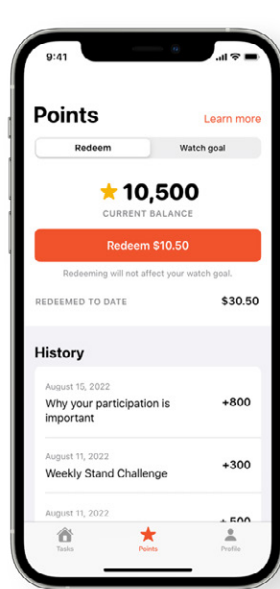 9:41
Points
Learn more
Redeem
Watch goal
10,500
CURRENT BALANCE
Redeem $10.50
Redeeming will not affect your watch goal.
REDEEMED TO DATE
$30.50
History
August 15, 2022
Why your participation is
important
+800
August 11, 2022
Weekly Stand Challenge
+300
August 11, 2022
+500
Tasks
Points
Profile